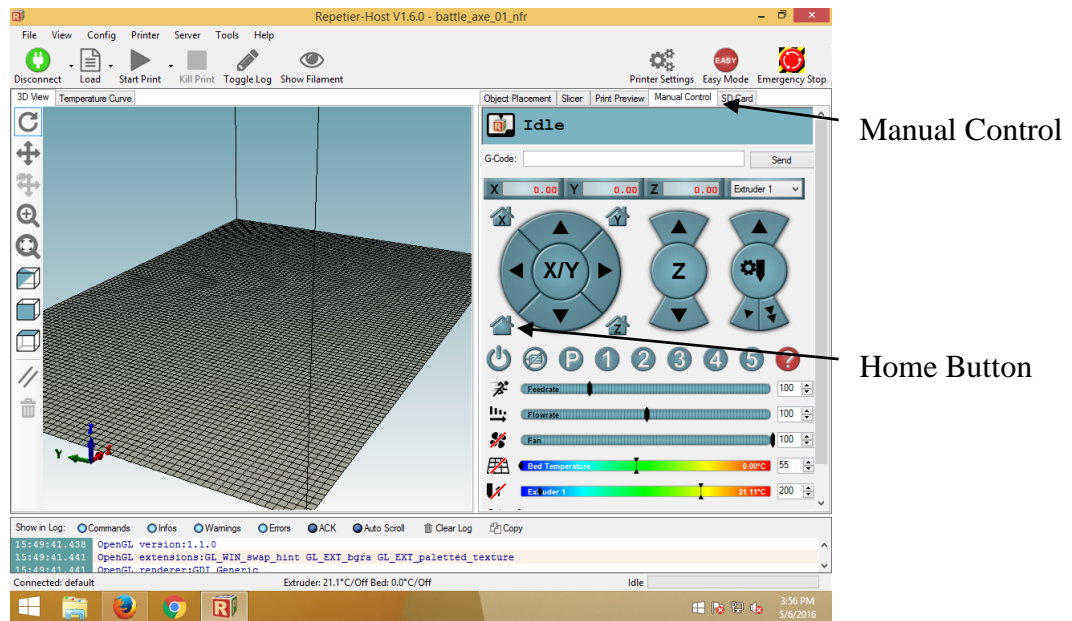 Repetier-Host V1.6.0 - battle_axe_01_nfr
File View Config Printer Server Tools Help
EASY
Disconnect Load Start Print Kill Print Toggle Log Show Filament Printer Settings Easy Mode Emergency Stop
3D View Temperature Curve Object Placement Slicer Print Preview Manual Control SD Card
Manual Control
Idle
G-Code: Send
X 0.00 Y 0.00 Z 0.00 Extruder 1
X Y
X/Y Z
Z
Home Button
P 1 2 3 4 5 ?
Feedrate 100
Flowrate 100
Fan 100
Bed Temperature 0.00°C 55
Extruder 1 21.11°C 200
Y
Show in Log: Commands Infos Warnings Errors ACK Auto Scroll Clear Log Copy
15:49:41.438 OpenGL version:1.1.0
15:49:41.441 OpenGL extensions:GL_WIN_swap_hint GL_EXT_bgra GL_EXT_paletted_texture
15:49:41.441 OpenGL renderer:GDI Generic
Connected: default Extruder: 21.1°C/Off Bed: 0.0°C/Off Idle
R
3:56 PM
5/6/2016